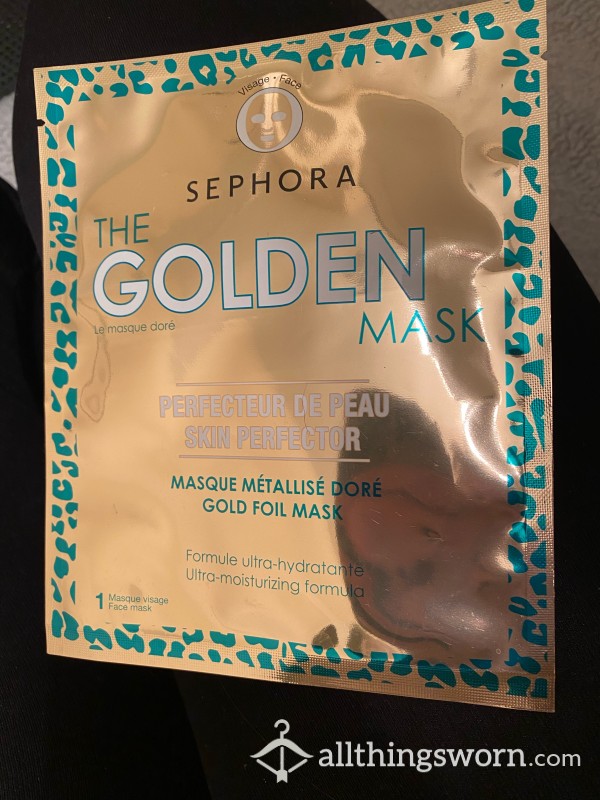 Visage • Face
SEPHORA
THE
GOLDEN
Le masque doré
MASK
PERFECTEUR DE PEAU
SKIN PERFECTOR
MASQUE MÉTALLISÉ DORÉ
GOLD FOIL MASK
Formule ultra-hydratante
Ultra-moisturizing formula
1 Masque visage
Face mask
allthingsworn.com